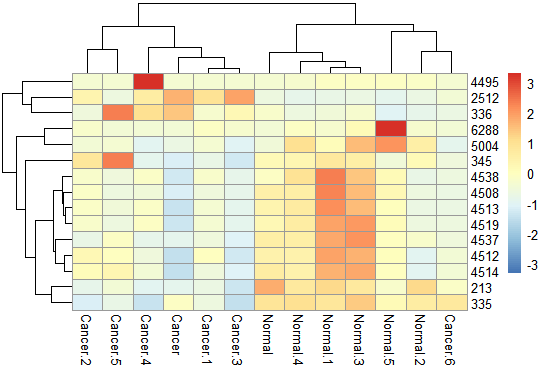 4495
2512
336
6288
5004
345
4538
4508
4513
4519
4537
4512
4514
213
335
3
2
1
0
-1
-2
-3
Cancer.2
Cancer.5
Cancer.4
Cancer
Cancer.1
Cancer.3
Normal
Normal.4
Normal.1
Normal.3
Normal.5
Normal.2
Cancer.6